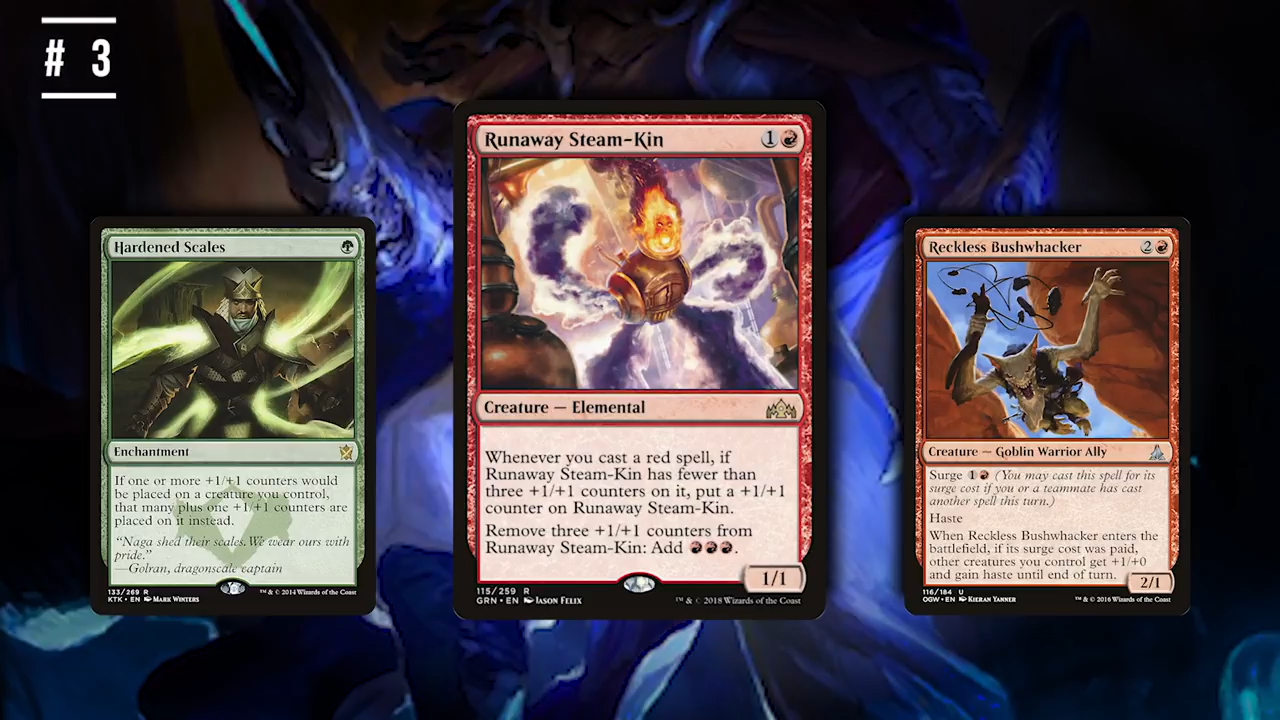 # 3
Hardened Scales
Enchantment
If one or more +1/+1 counters would
be placed on a creature you control,
that many plus one +1/+1 counters are
placed on it instead.
“Naga shed their scales. We wear ours with
pride.”
—Golran, dragonscale captain
133/269 R
KTK • EN Mark Winters
™ & © 2014 Wizards of the Coast
Runaway Steam-Kin
1
Creature — Elemental
Whenever you cast a red spell, if
Runaway Steam-Kin has fewer than
three +1/+1 counters on it, put a +1/+1
counter on Runaway Steam-Kin.
Remove three +1/+1 counters from
Runaway Steam-Kin: Add .
1/1
115/259 R
GRN • EN Jason Felix
™ & © 2018 Wizards of the Coast
Reckless Bushwhacker
2
Creature — Goblin Warrior Ally
Surge 1 (You may cast this spell for its
surge cost if you or a teammate has cast
another spell this turn.)
Haste
When Reckless Bushwhacker enters the
battlefield, if its surge cost was paid,
other creatures you control get +1/+0
and gain haste until end of turn.
2/1
116/184 U
OGW • EN Kieran Yanner
™ & © 2016 Wizards of the Coast